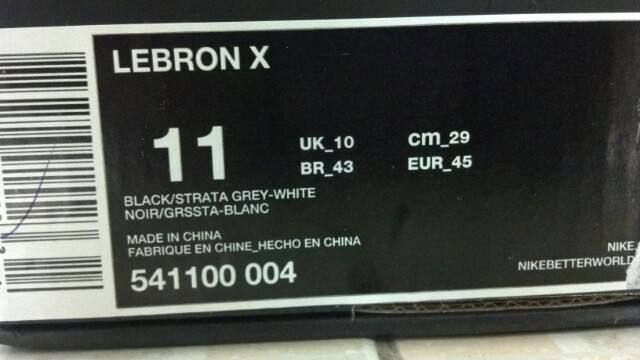 LEBRON X
11
UK_10 cm_29
BR_43 EUR_45
BLACK/STRATA GREY-WHITE
NOIR/GRSSTA-BLANC
MADE IN CHINA
FABRIQUE EN CHINE_HECHO EN CHINA
541100 004
NIKE.
NIKEBETTERWORLD